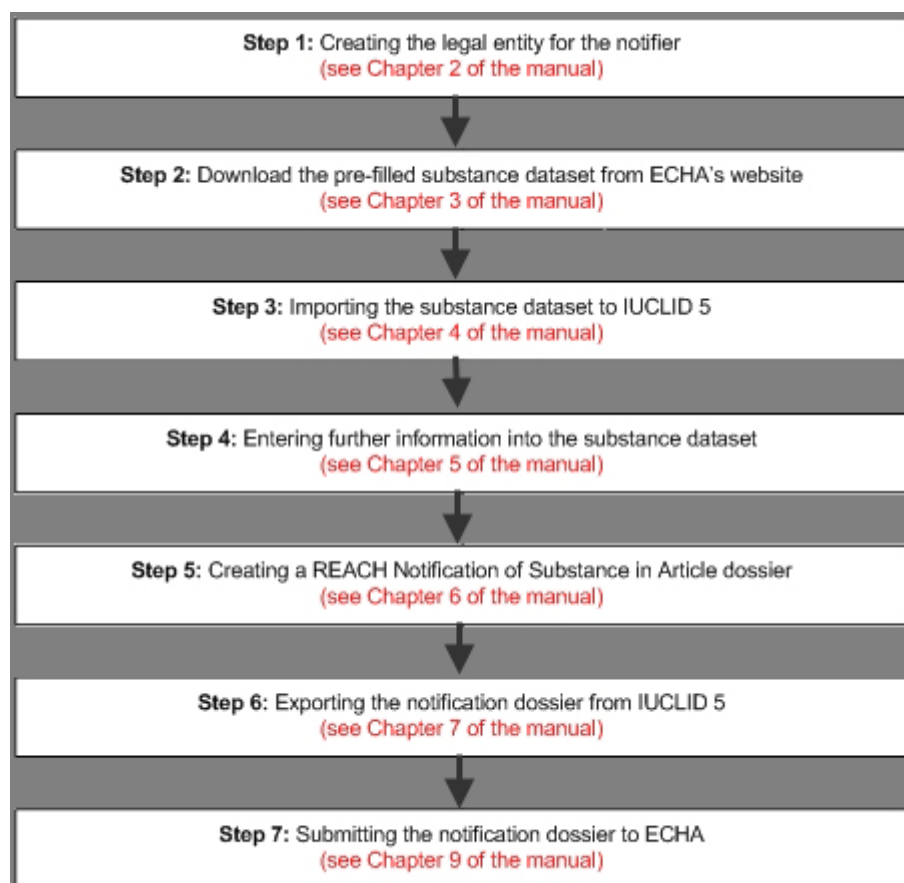 Step 1: Creating the legal entity for the notifier
(see Chapter 2 of the manual)
Step 2: Download the pre-filled substance dataset from ECHA's website
(see Chapter 3 of the manual)
Step 3: Importing the substance dataset to IUCLID 5
(see Chapter 4 of the manual)
Step 4: Entering further information into the substance dataset
(see Chapter 5 of the manual)
Step 5: Creating a REACH Notification of Substance in Article dossier
(see Chapter 6 of the manual)
Step 6: Exporting the notification dossier from IUCLID 5
(see Chapter 7 of the manual)
Step 7: Submitting the notification dossier to ECHA
(see Chapter 9 of the manual)